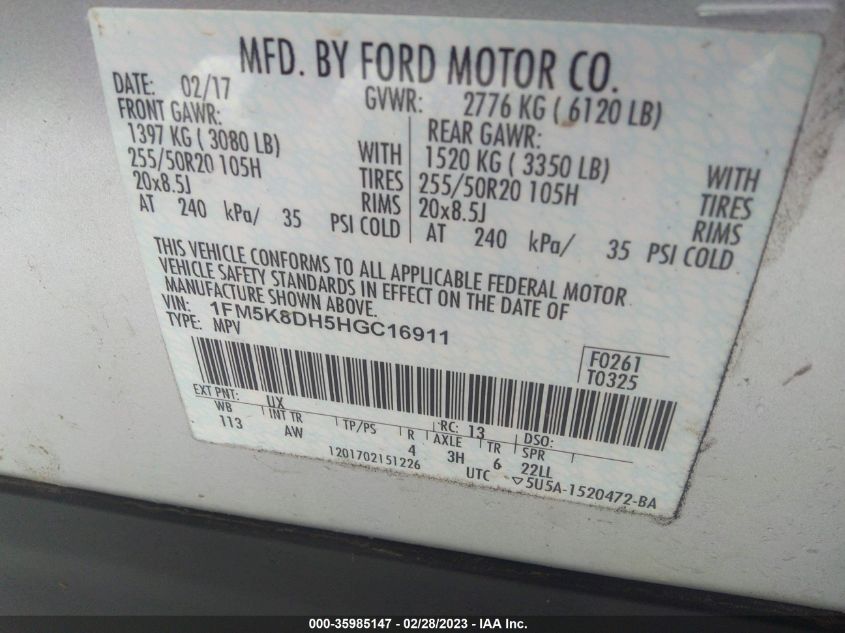 MFD. BY FORD MOTOR CO.
DATE: 02/17 GVWR: 2776 KG ( 6120 LB)
FRONT GAWR: REAR GAWR:
1397 KG ( 3080 LB) WITH 1520 KG ( 3350 LB) WITH
255/50R20 105H TIRES 255/50R20 105H TIRES
20x8.5J RIMS 20x8.5J RIMS
AT 240 kPa/ 35 PSI COLD AT 240 kPa/ 35 PSI COLD
THIS VEHICLE CONFORMS TO ALL APPLICABLE FEDERAL MOTOR
VEHICLE SAFETY STANDARDS IN EFFECT ON THE DATE OF
MANUFACTURE SHOWN ABOVE.
VIN: 1FM5K8DH5HGC16911
TYPE: MPV
F0261
T0325
EXT PNT: UX RC: 13 DSO:
WB INT TR TP/PS R AXLE TR SPR
113 AW 4 3H 6 22LL
1201702151226 UTC ▽5U5A-1520472-BA
000-35985147 — 02/28/2023 — IAA Inc.